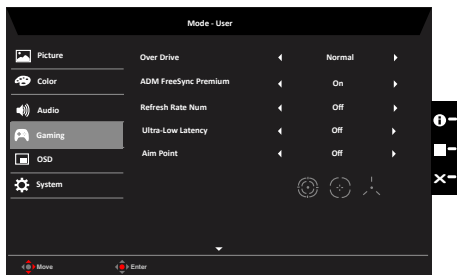 Mode - User
Picture
Color
Audio
Gaming
OSD
System
Over Drive Normal
ADM FreeSync Premium On
Refresh Rate Num Off
Ultra-Low Latency Off
Aim Point Off
Move Enter